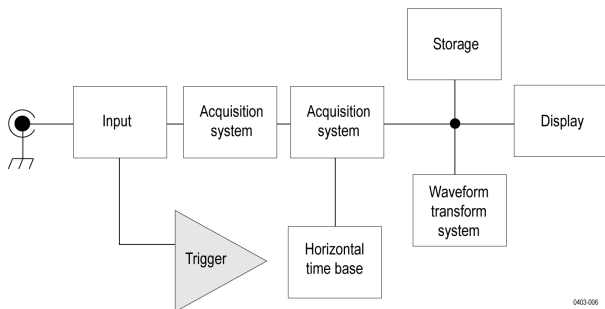 Storage
Input
Acquisition
system
Acquisition
system
Display
Waveform
transform
system
Trigger
Horizontal
time base
0403-006